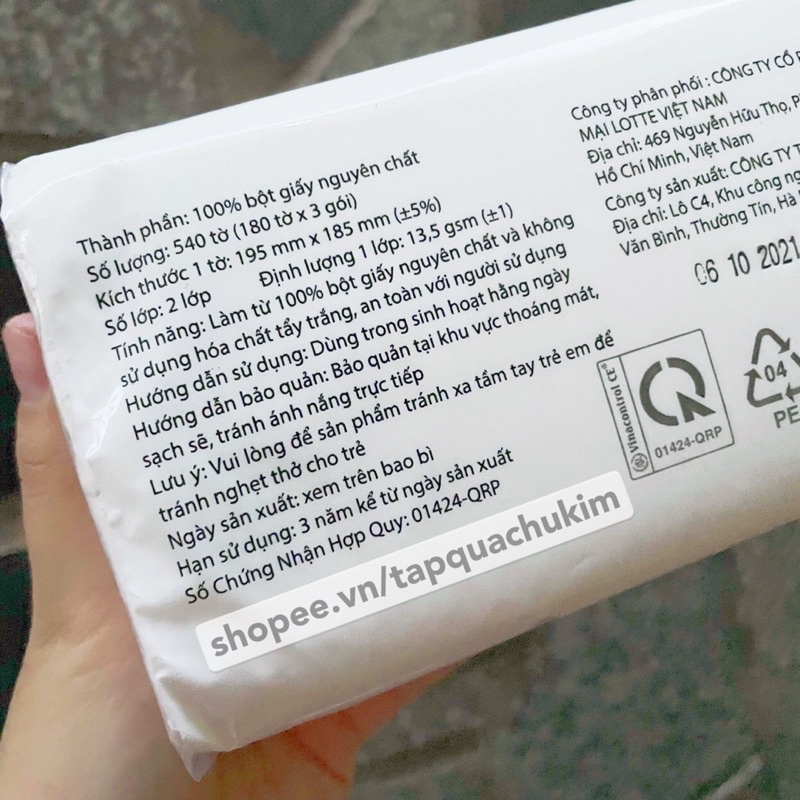 Thành phần: 100% bột giấy nguyên chất
Số lượng: 540 tờ (180 tờ x 3 gói)
Kích thước 1 tờ: 195 mm x 185 mm (±5%)
Số lớp: 2 lớp Định lượng 1 lớp: 13,5 gsm (±1)
Tính năng: Làm từ 100% bột giấy nguyên chất và không
sử dụng hóa chất tẩy trắng, an toàn với người sử dụng
Hướng dẫn sử dụng: Dùng trong sinh hoạt hằng ngày
Hướng dẫn bảo quản: Bảo quản tại khu vực thoáng mát,
sạch sẽ, tránh ánh nắng trực tiếp
Lưu ý: Vui lòng để sản phẩm tránh xa tầm tay trẻ em để
tránh nghẹt thở cho trẻ
Ngày sản xuất: xem trên bao bì
Hạn sử dụng: 3 năm kể từ ngày sản xuất
Số Chứng Nhận Hợp Quy: 01424-QRP
Công ty phân phối : CÔNG TY CỔ
MẠI LOTTE VIỆT NAM
Địa chỉ: 469 Nguyễn Hữu Thọ, P
Hồ Chí Minh, Việt Nam
Công ty sản xuất: CÔNG TY T
Địa chỉ: Lô C4, Khu công ng
Văn Bình, Thường Tín, Hà
06 10 2021
Vinacontrol CE®
01424-QRP
04
PE
shopee.vn/tapquachukim